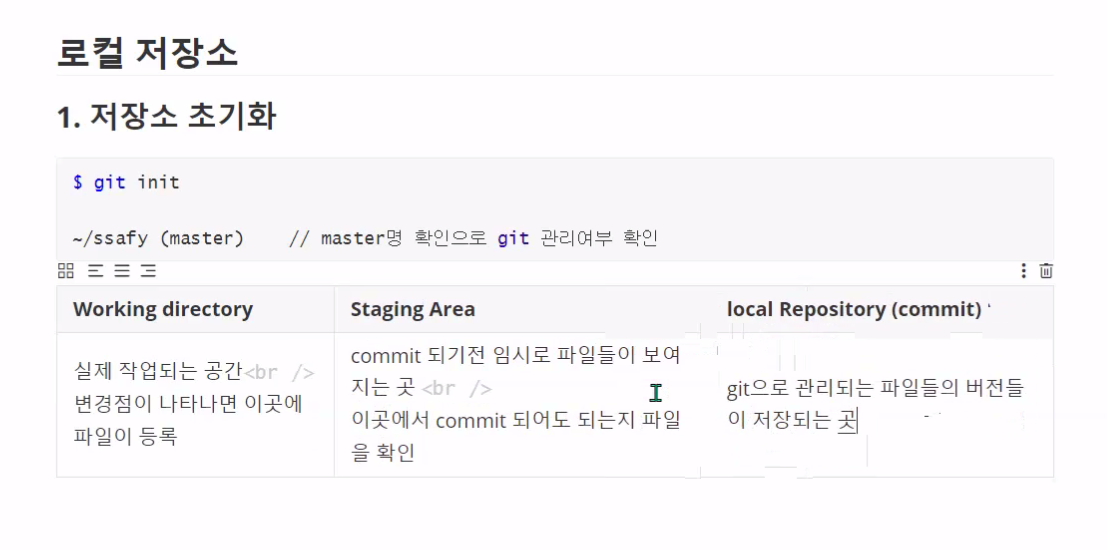 로컬 저장소
1. 저장소 초기화
$ git init
~/ssafy (master)    // master명 확인으로 git 관리여부 확인
Working directory
Staging Area
local Repository (commit)
실제 작업되는 공간<br />
변경점이 나타나면 이곳에
파일이 등록
commit 되기전 임시로 파일들이 보여
지는 곳 <br />
이곳에서 commit 되어도 되는지 파일
을 확인
git으로 관리되는 파일들의 버전들
이 저장되는 곳